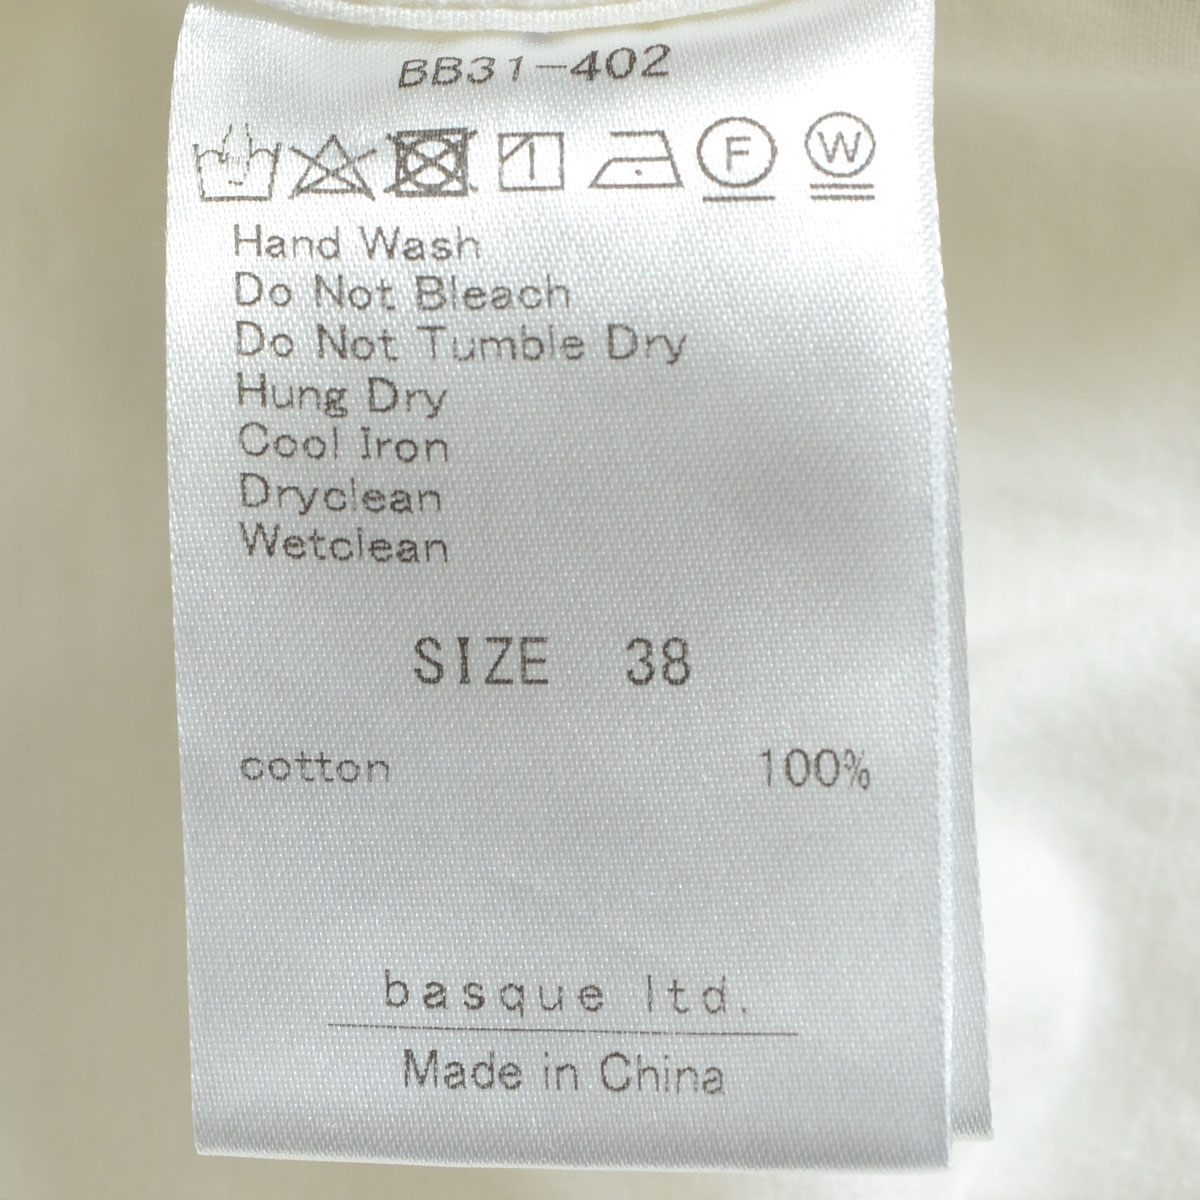 BB31-402
F W
Hand Wash
Do Not Bleach
Do Not Tumble Dry
Hung Dry
Cool Iron
Dryclean
Wetclean
SIZE 38
cotton 100%
basque ltd.
Made in China